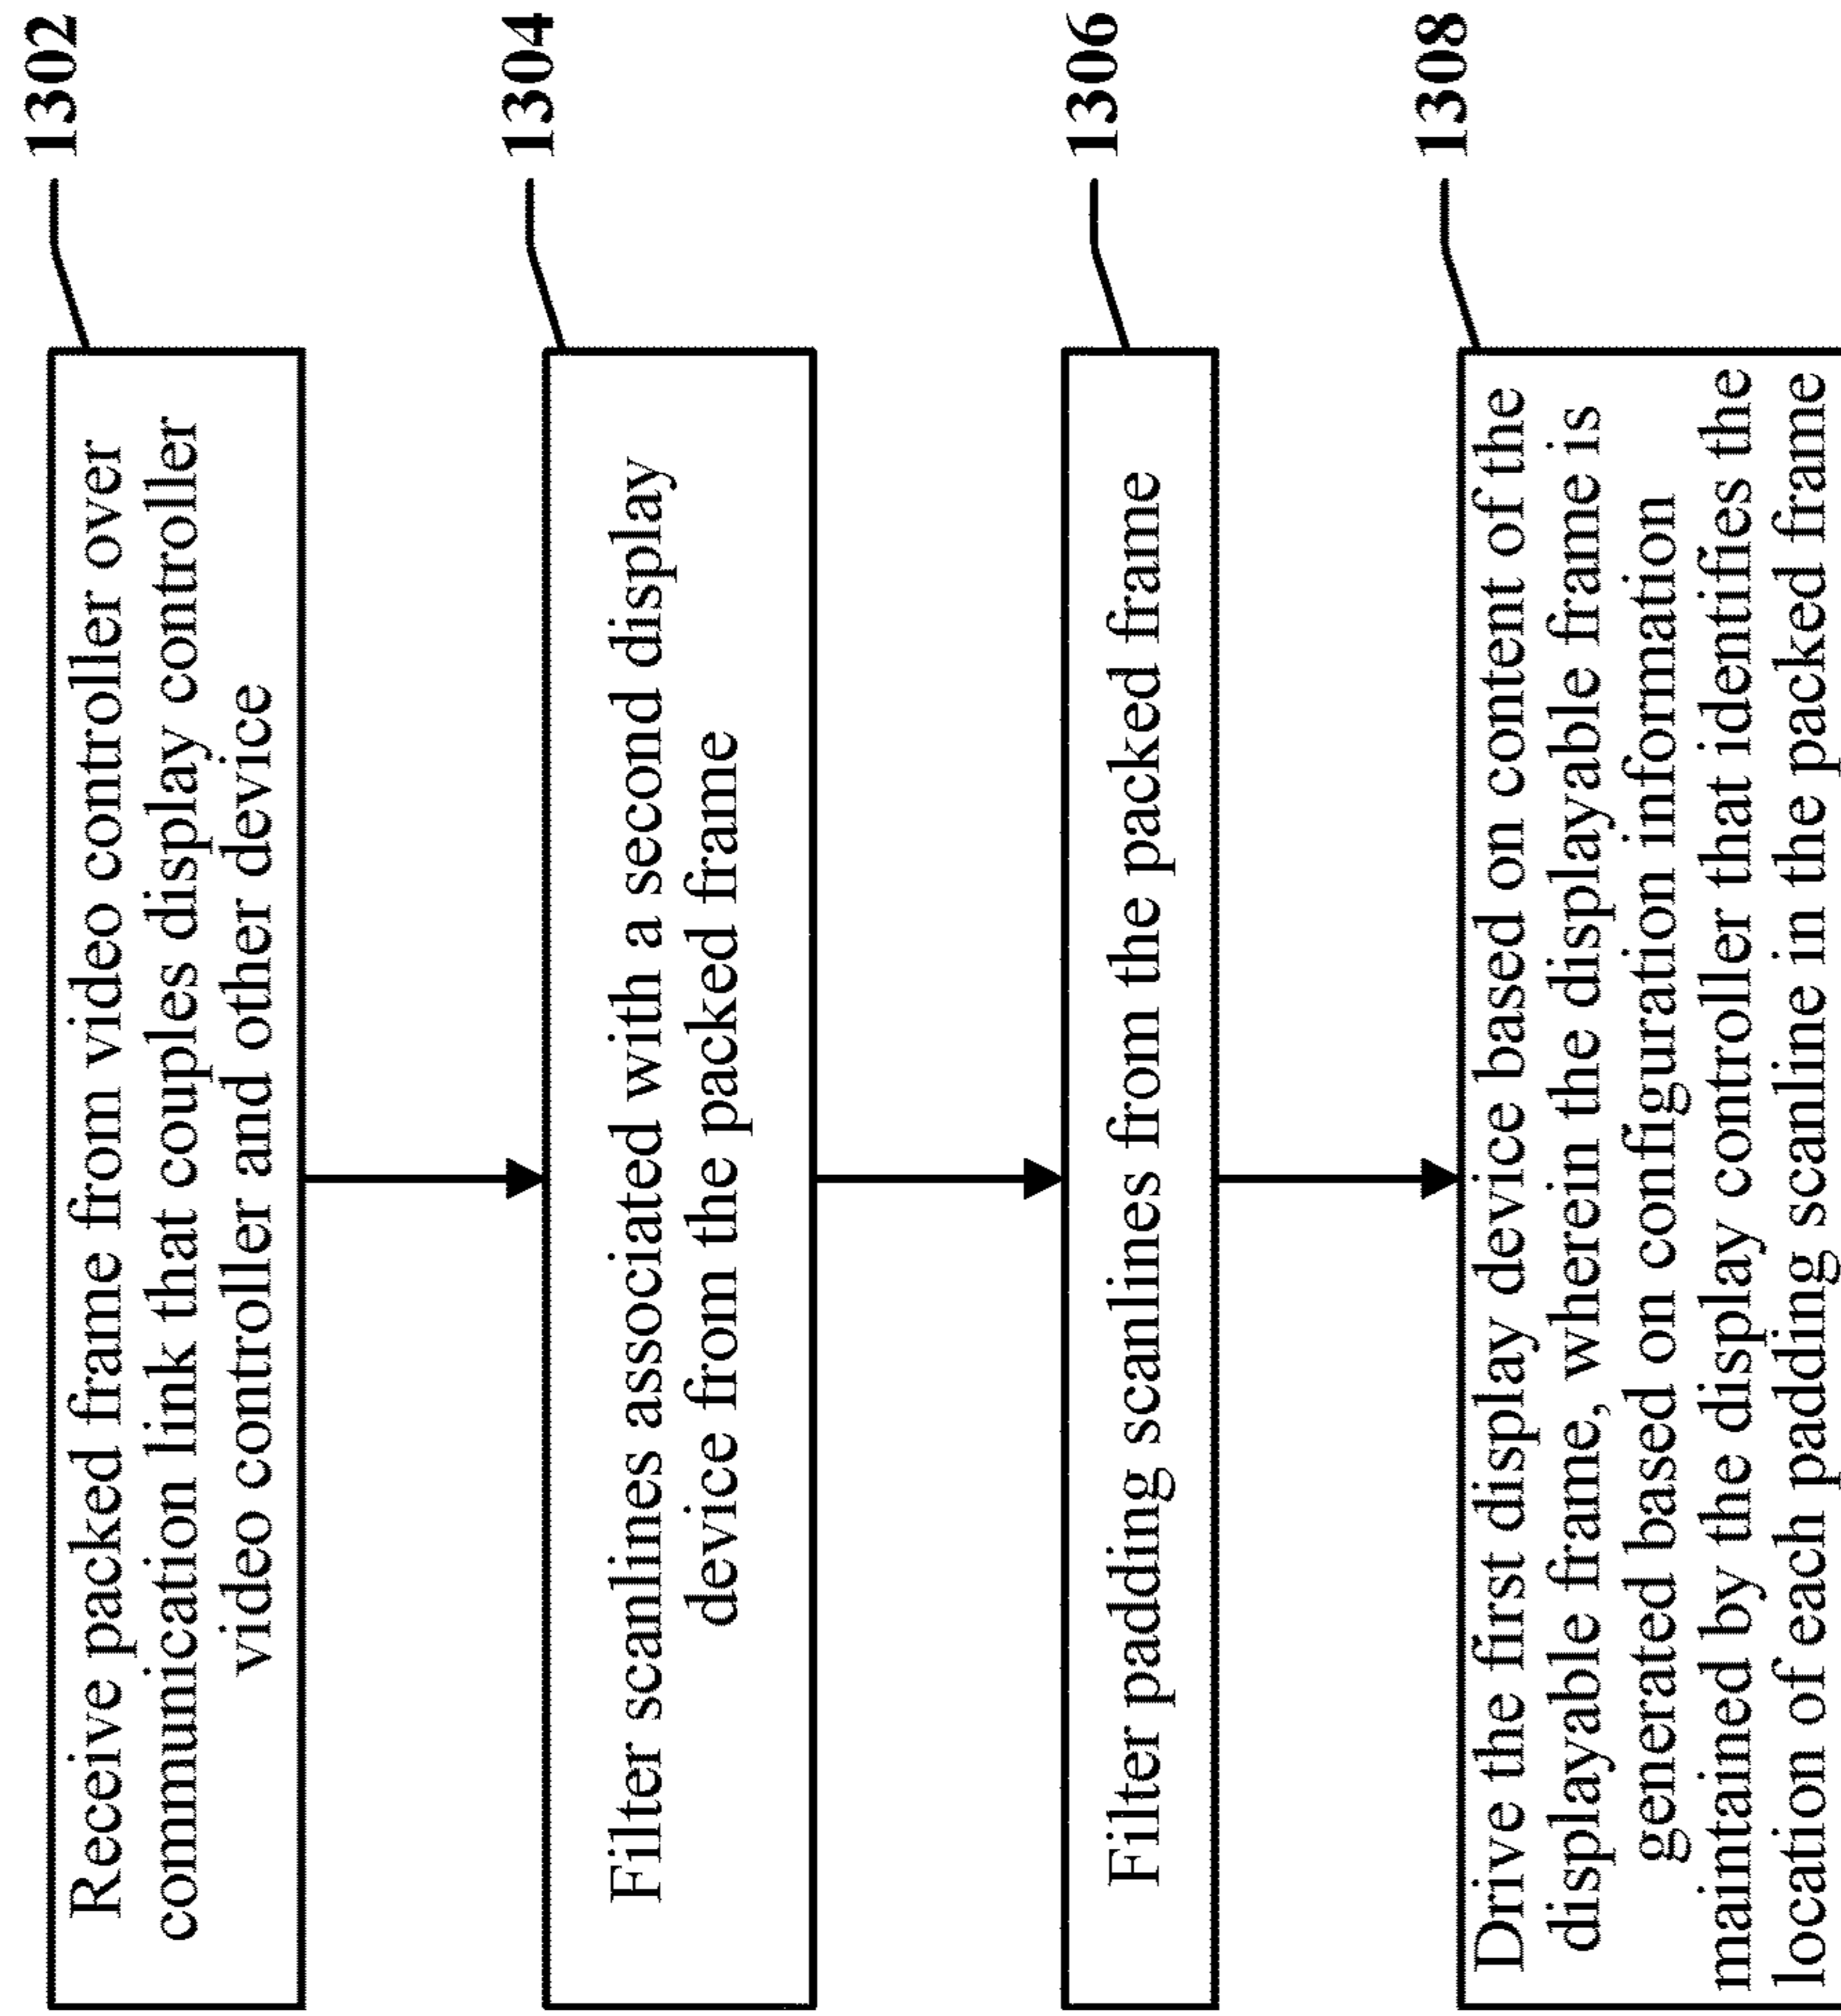 1302
Receive packed frame from video controller over
communication link that couples display controller
video controller and other device
1304
Filter scanlines associated with a second display
device from the packed frame
1306
Filter padding scanlines from the packed frame
1308
Drive the first display device based on content of the
displayable frame, wherein the displayable frame is
generated based on configuration information
maintained by the display controller that identifies the
location of each padding scanline in the packed frame